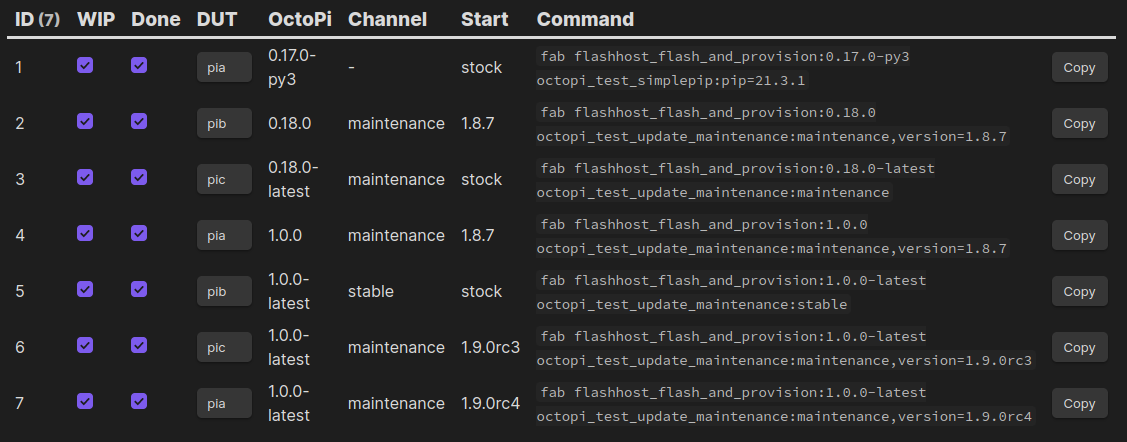 ID (7) WIP Done DUT OctoPi Channel Start Command
1 pia 0.17.0- - stock fab flashhost_flash_and_provision:0.17.0-py3 Copy
py3 octopi_test_simplepip:pip=21.3.1
2 pib 0.18.0 maintenance 1.8.7 fab flashhost_flash_and_provision:0.18.0 Copy
octopi_test_update_maintenance:maintenance,version=1.8.7
3 pic 0.18.0- maintenance stock fab flashhost_flash_and_provision:0.18.0-latest Copy
latest octopi_test_update_maintenance:maintenance
4 pia 1.0.0 maintenance 1.8.7 fab flashhost_flash_and_provision:1.0.0 Copy
octopi_test_update_maintenance:maintenance,version=1.8.7
5 pib 1.0.0- stable stock fab flashhost_flash_and_provision:1.0.0-latest Copy
latest octopi_test_update_maintenance:stable
6 pic 1.0.0- maintenance 1.9.0rc3 fab flashhost_flash_and_provision:1.0.0-latest Copy
latest octopi_test_update_maintenance:maintenance,version=1.9.0rc3
7 pia 1.0.0- maintenance 1.9.0rc4 fab flashhost_flash_and_provision:1.0.0-latest Copy
latest octopi_test_update_maintenance:maintenance,version=1.9.0rc4